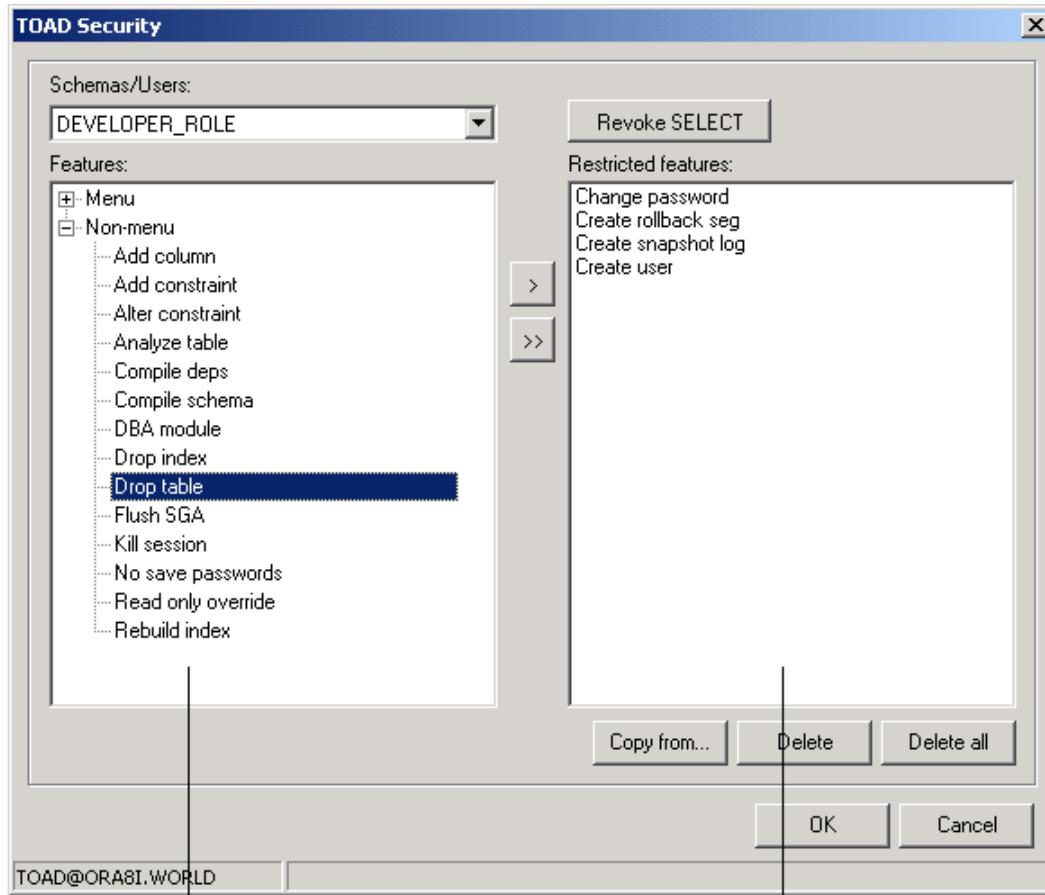 TOAD Security
Schemas/Users:
DEVELOPER_ROLE
Revoke SELECT
Features:
Restricted features:
Menu
Non-menu
Add column
Add constraint
Alter constraint
Analyze table
Compile deps
Compile schema
DBA module
Drop index
Drop table
Flush SGA
Kill session
No save passwords
Read only override
Rebuild index
>
>>
Change password
Create rollback seg
Create snapshot log
Create user
Copy from...
Delete
Delete all
OK
Cancel
TOAD@ORA8I.WORLD